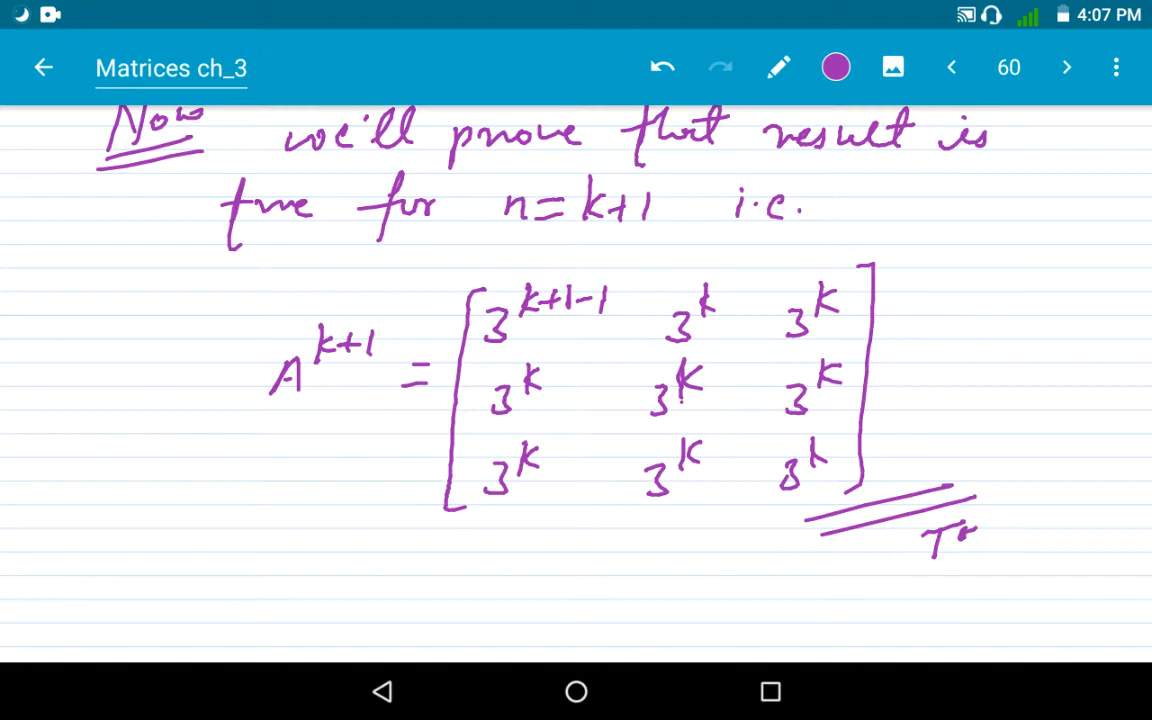 4:07 PM
Matrices ch_3
60
Now we'll prove that result is
true for n=k+1 i.e.
A^{k+1} = [ 3^{k+1-1} 3^k 3^k
3^k 3^k 3^k
3^k 3^k 3^k ]